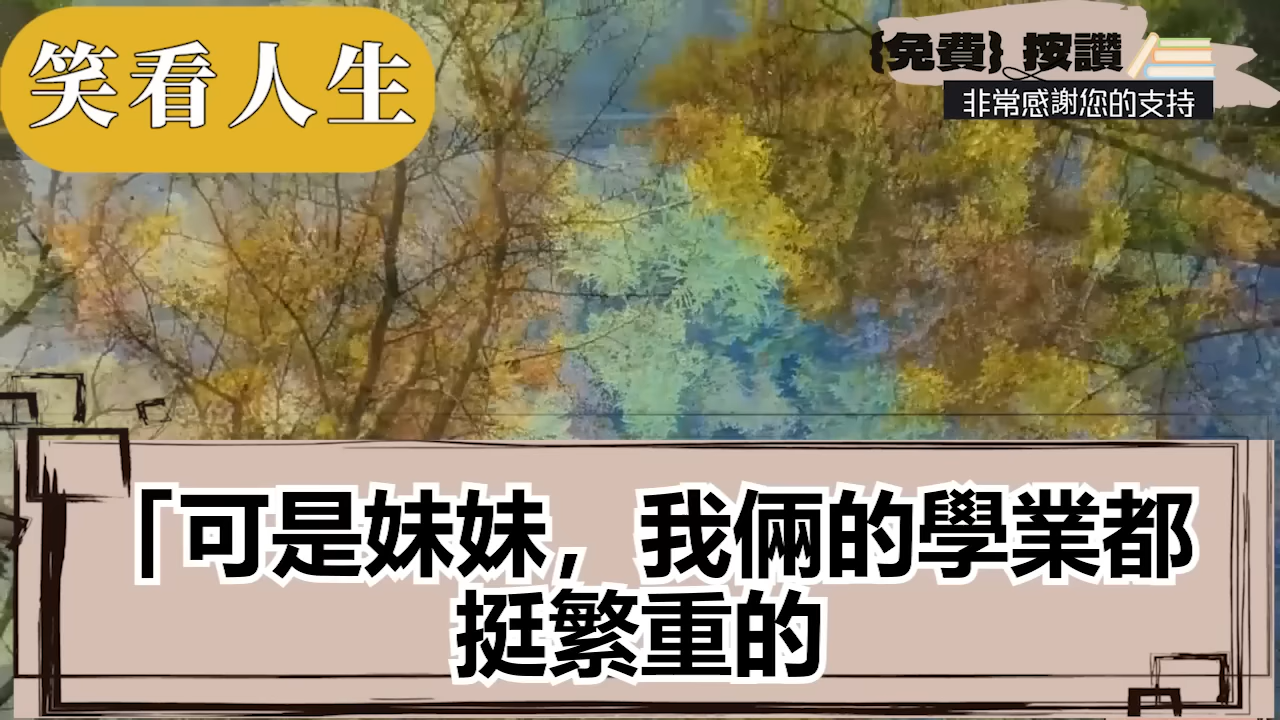 笑看人生
{免費} 按讚
非常感謝您的支持
「可是妹妹，我倆的學業都
挺繁重的